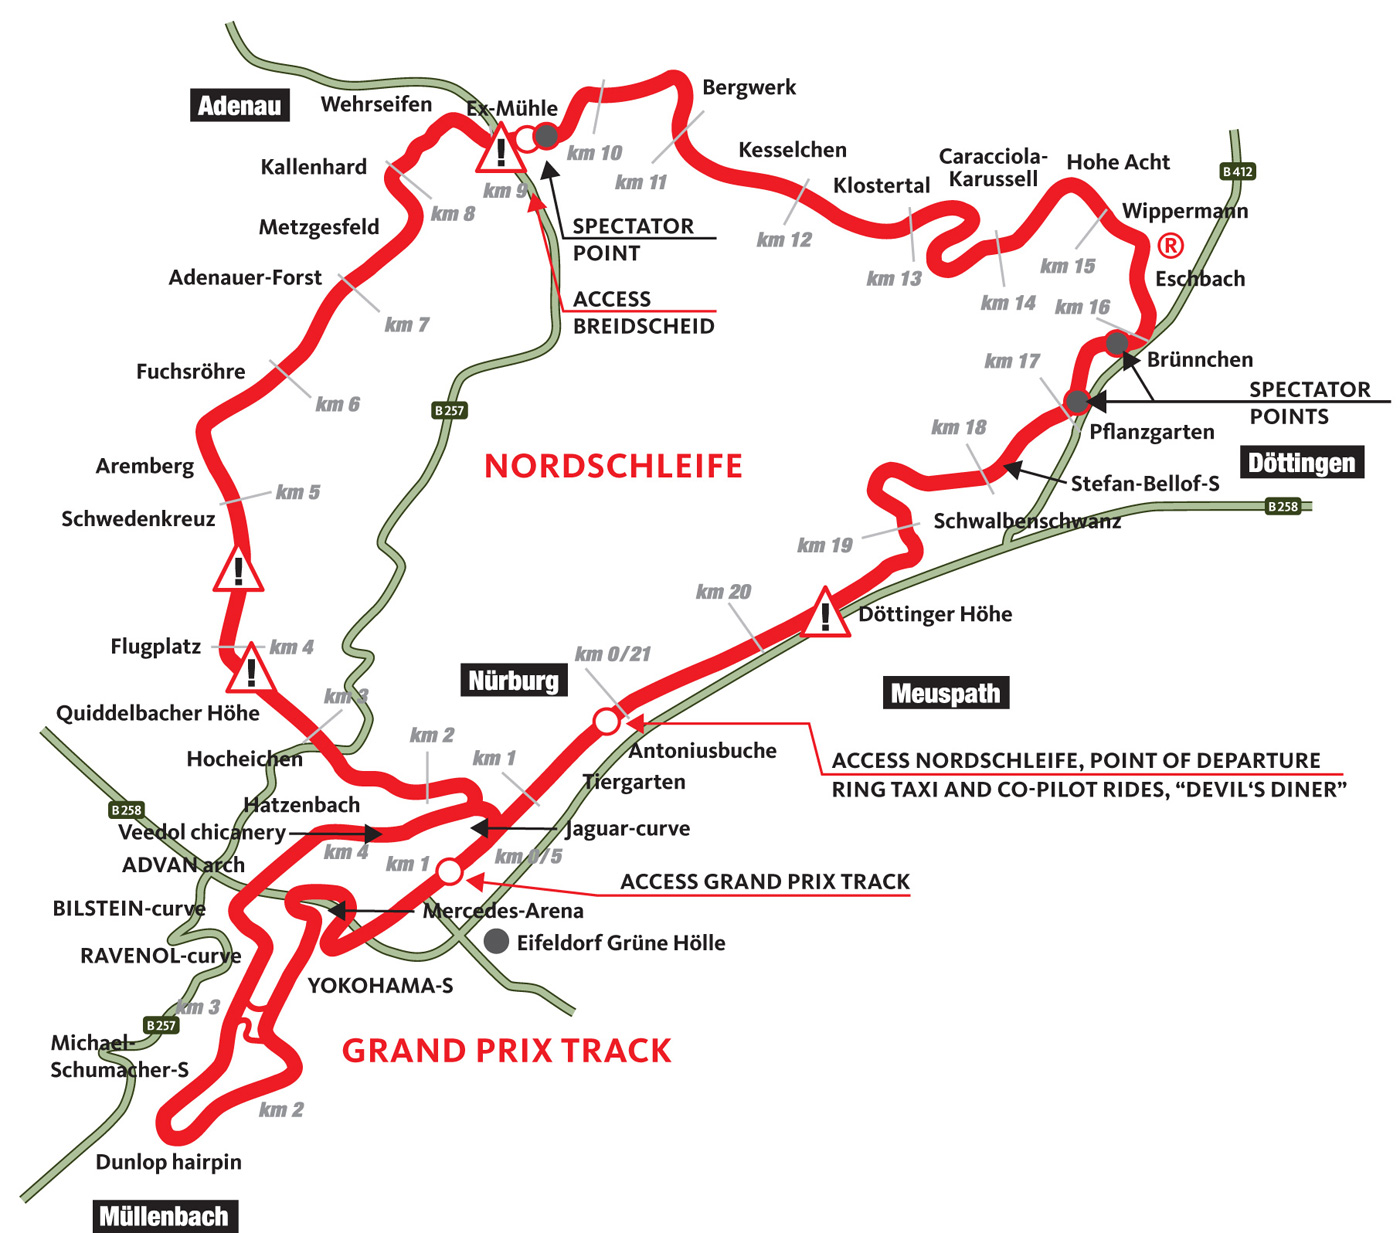 Adenau
Wehrseifen
Ex-Mühle
Bergwerk
Kallenhard
km 8
km 9
km 10
km 11
Kesselchen
Klostertal
Caracciola-
Karussell
Hohe Acht
B 412
Metzgesfeld
SPECTATOR
POINT
km 12
km 13
km 14
km 15
Wippermann
®
Eschbach
Adenauer-Forst
km 7
ACCESS
BREIDSCHEID
km 16
Brünnchen
Fuchsröhre
km 6
B 257
km 17
SPECTATOR
POINTS
Pflanzgarten
km 18
Döttingen
NORDSCHLEIFE
Aremberg
km 5
Stefan-Bellof-S
Schwedenkreuz
Schwalbenschwanz
B 258
km 19
!
km 20
!
Döttinger Höhe
Flugplatz
km 4
!
km 0/21
Nürburg
Meuspath
km 3
Quiddelbacher Höhe
km 2
km 1
Antoniusbuche
Hocheichen
Tiergarten
ACCESS NORDSCHLEIFE, POINT OF DEPARTURE
RING TAXI AND CO-PILOT RIDES, “DEVIL‘S DINER”
B 258
Hatzenbach
Veedol chicanery
Jaguar-curve
km 4
km 1
km 0/5
ADVAN arch
ACCESS GRAND PRIX TRACK
BILSTEIN-curve
Mercedes-Arena
RAVENOL-curve
Eifeldorf Grüne Hölle
YOKOHAMA-S
km 3
B 257
Michael-
Schumacher-S
GRAND PRIX TRACK
km 2
Dunlop hairpin
Müllenbach
!